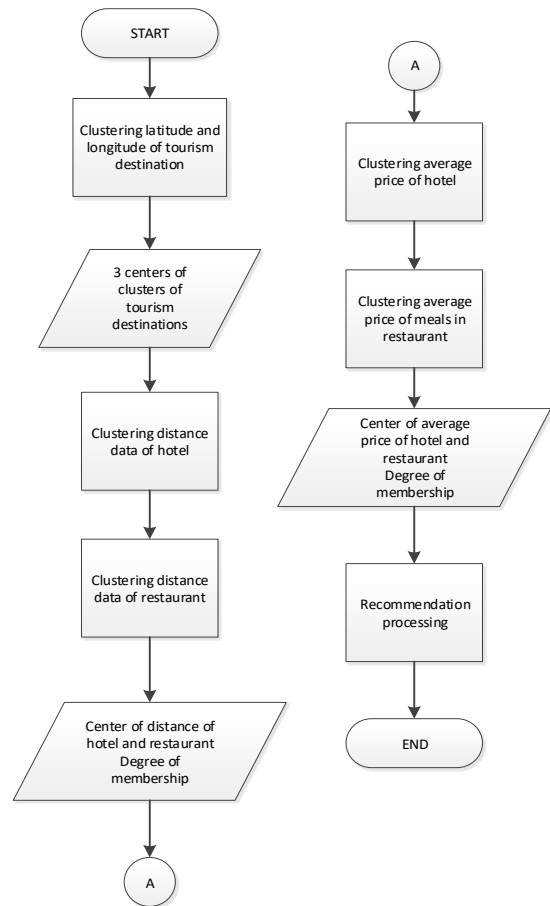 START
Clustering latitude and
longitude of tourism
destination
3 centers of
clusters of
tourism
destinations
Clustering distance
data of hotel
Clustering distance
data of restaurant
Center of distance of
hotel and restaurant
Degree of
membership
A
A
Clustering average
price of hotel
Clustering average
price of meals in
restaurant
Center of average
price of hotel and
restaurant
Degree of
membership
Recommendation
processing
END